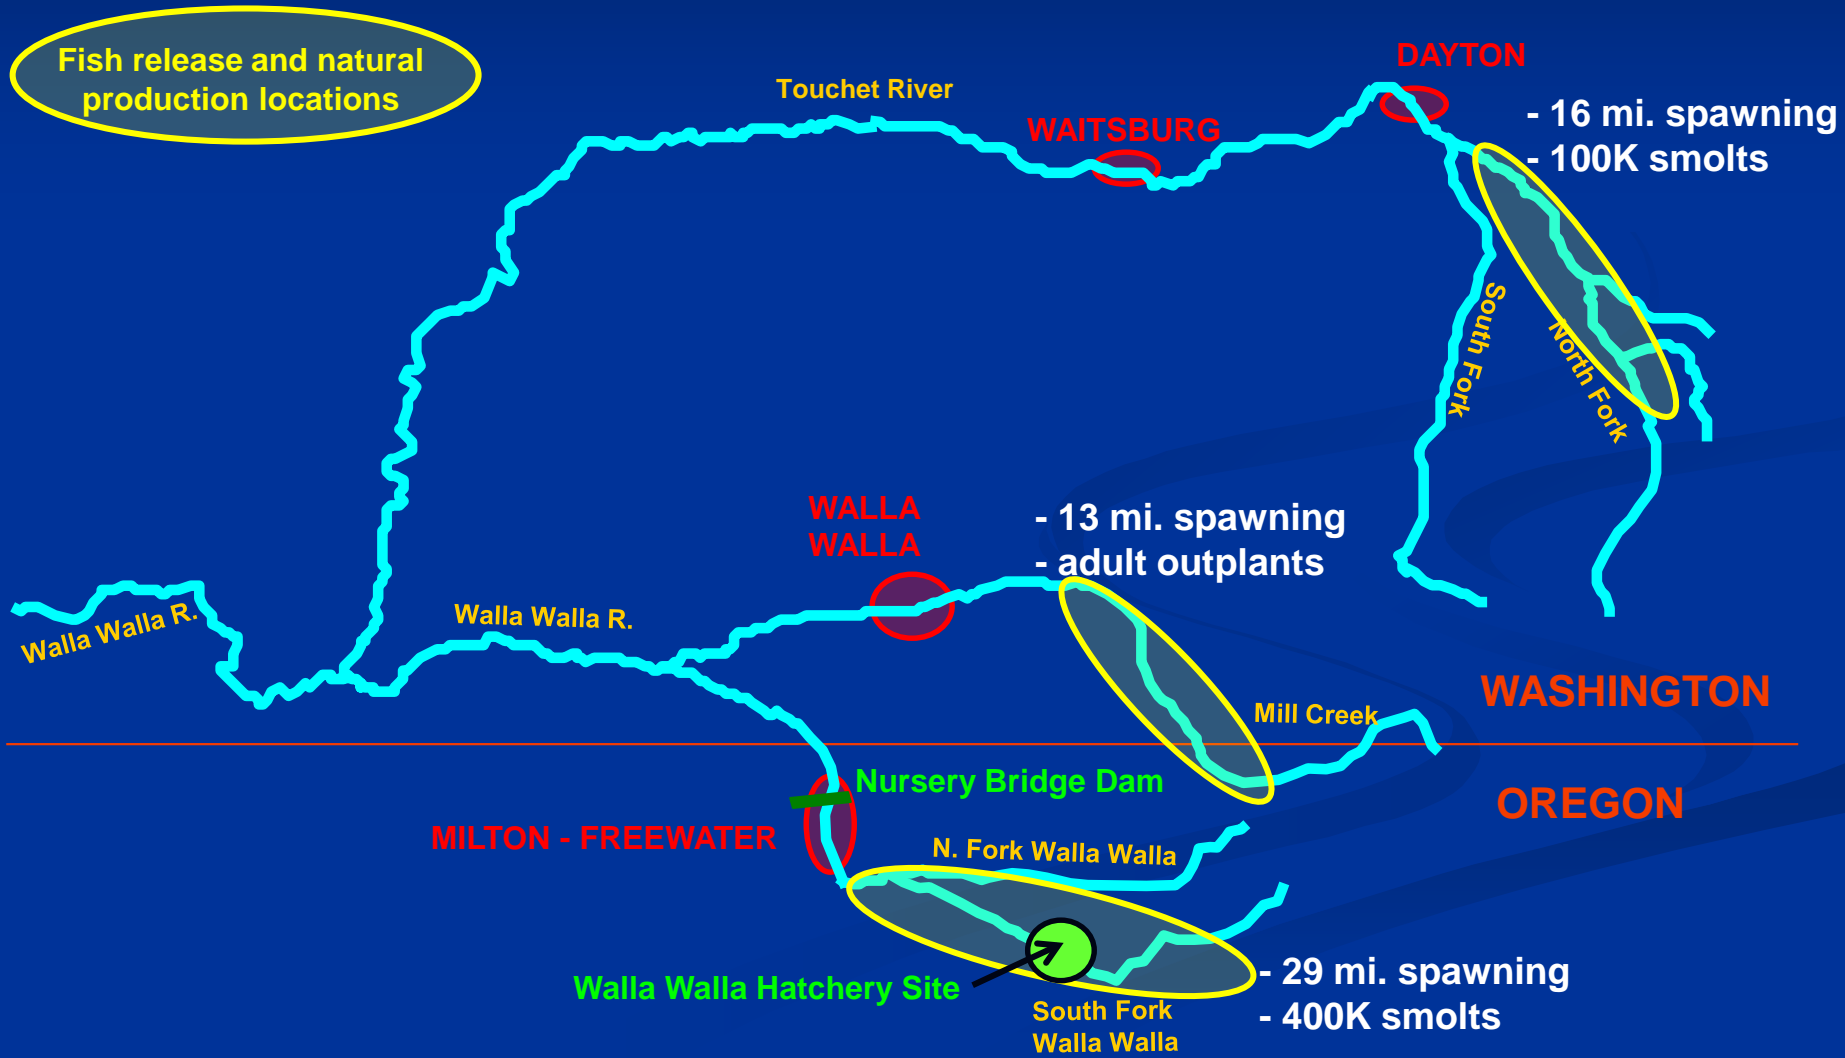 Fish release and natural
production locations
DAYTON
Touchet River
- 16 mi. spawning
- 100K smolts
WAITSBURG
South Fork
North Fork
WALLA
WALLA
- 13 mi. spawning
- adult outplants
Walla Walla R.
Walla Walla R.
WASHINGTON
Mill Creek
Nursery Bridge Dam
OREGON
MILTON - FREEWATER
N. Fork Walla Walla
Walla Walla Hatchery Site
- 29 mi. spawning
- 400K smolts
South Fork
Walla Walla